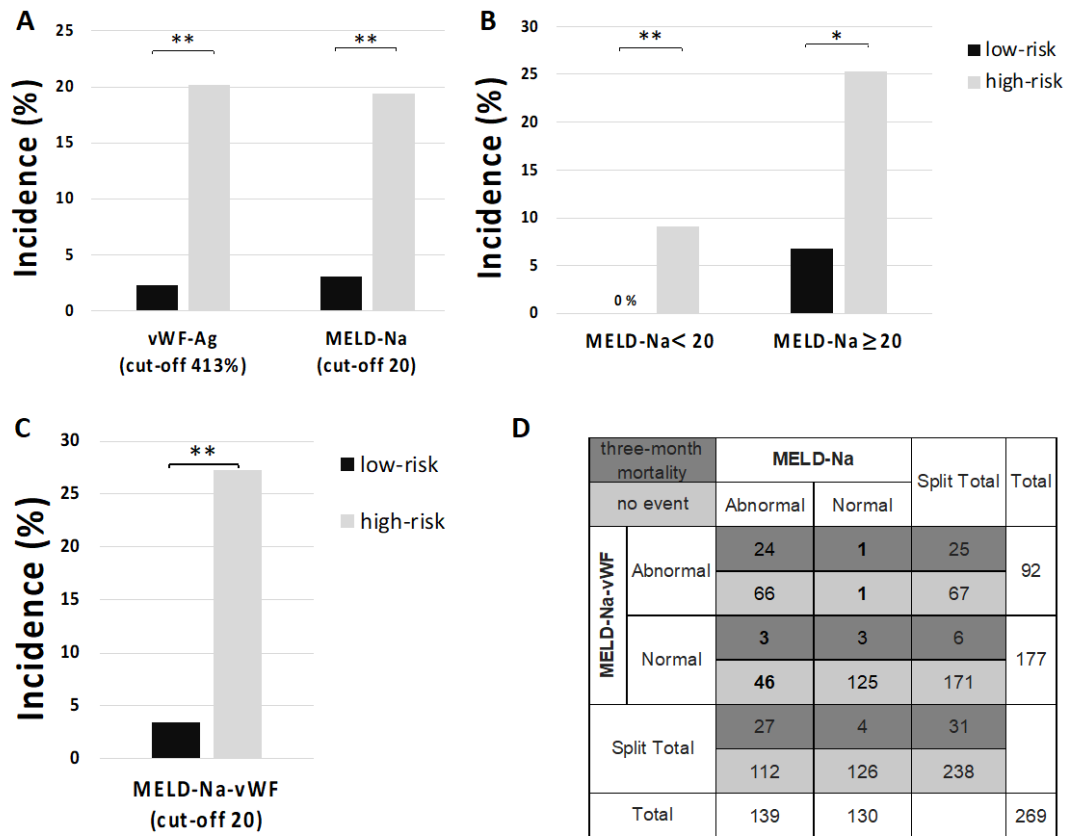 A
Incidence (%)
25
20
15
10
5
0
**
**
vWF-Ag
(cut-off 413%)
MELD-Na
(cut-off 20)
B
Incidence (%)
30
25
20
15
10
5
0
**
*
0 %
MELD-Na< 20
MELD-Na ≥ 20
low-risk
high-risk
C
Incidence (%)
30
25
20
15
10
5
0
**
MELD-Na-vWF
(cut-off 20)
low-risk
high-risk
D
three-month
mortality
no event
MELD-Na
Split Total
Total
Abnormal
Normal
MELD-Na-vWF
Abnormal
24 1 25
92
66 1 67
Normal
3 3 6
177
46 125 171
Split Total
27 4 31
112 126 238
Total 139 130 269